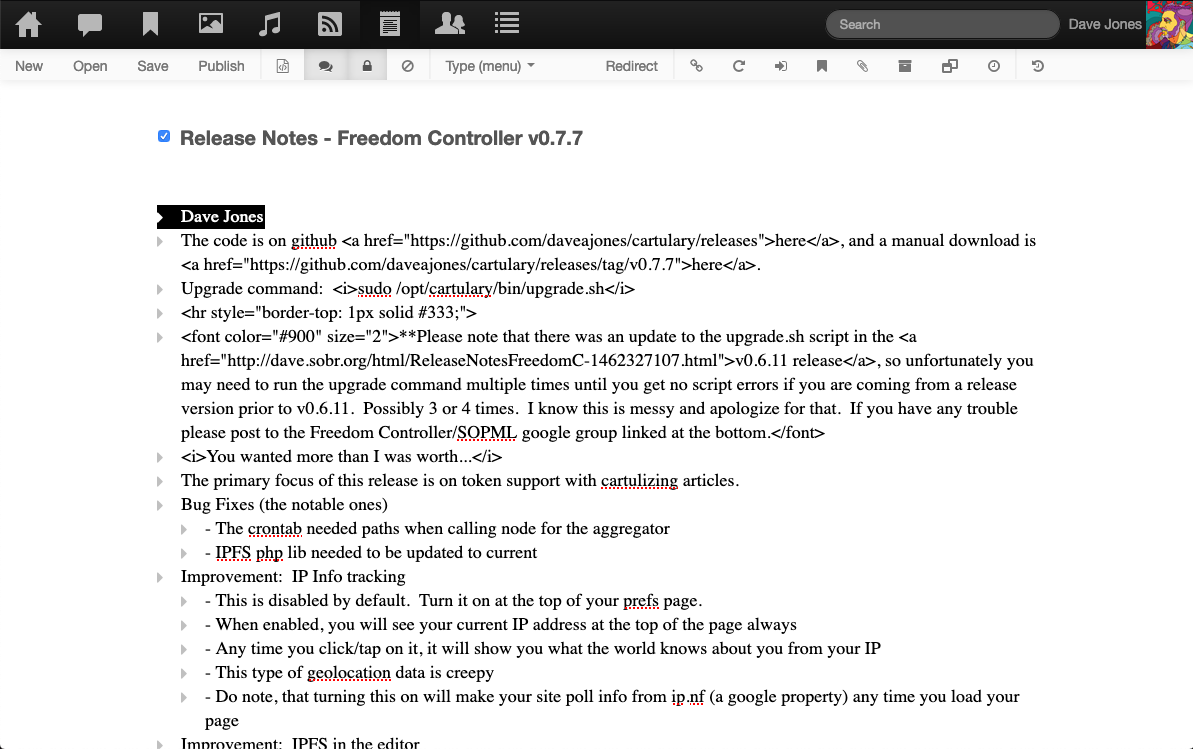 Search
Dave Jones
New Open Save Publish Type (menu) Redirect
Release Notes - Freedom Controller v0.7.7
Dave Jones
The code is on github <a href="https://github.com/daveajones/cartulary/releases">here</a>, and a manual download is
<a href="https://github.com/daveajones/cartulary/releases/tag/v0.7.7">here</a>.
Upgrade command:  <i>sudo /opt/cartulary/bin/upgrade.sh</i>
<hr style="border-top: 1px solid #333;">
<font color="#900" size="2">**Please note that there was an update to the upgrade.sh script in the <a
href="http://dave.sobr.org/html/ReleaseNotesFreedomC-1462327107.html">v0.6.11 release</a>, so unfortunately you
may need to run the upgrade command multiple times until you get no script errors if you are coming from a release
version prior to v0.6.11.  Possibly 3 or 4 times.  I know this is messy and apologize for that.  If you have any trouble
please post to the Freedom Controller/SOPML google group linked at the bottom.</font>
<i>You wanted more than I was worth...</i>
The primary focus of this release is on token support with cartulizing articles.
Bug Fixes (the notable ones)
- The crontab needed paths when calling node for the aggregator
- IPFS php lib needed to be updated to current
Improvement:  IP Info tracking
- This is disabled by default.  Turn it on at the top of your prefs page.
- When enabled, you will see your current IP address at the top of the page always
- Any time you click/tap on it, it will show you what the world knows about you from your IP
- This type of geolocation data is creepy
- Do note, that turning this on will make your site poll info from ip.nf (a google property) any time you load your
page
Improvement:  IPFS in the editor